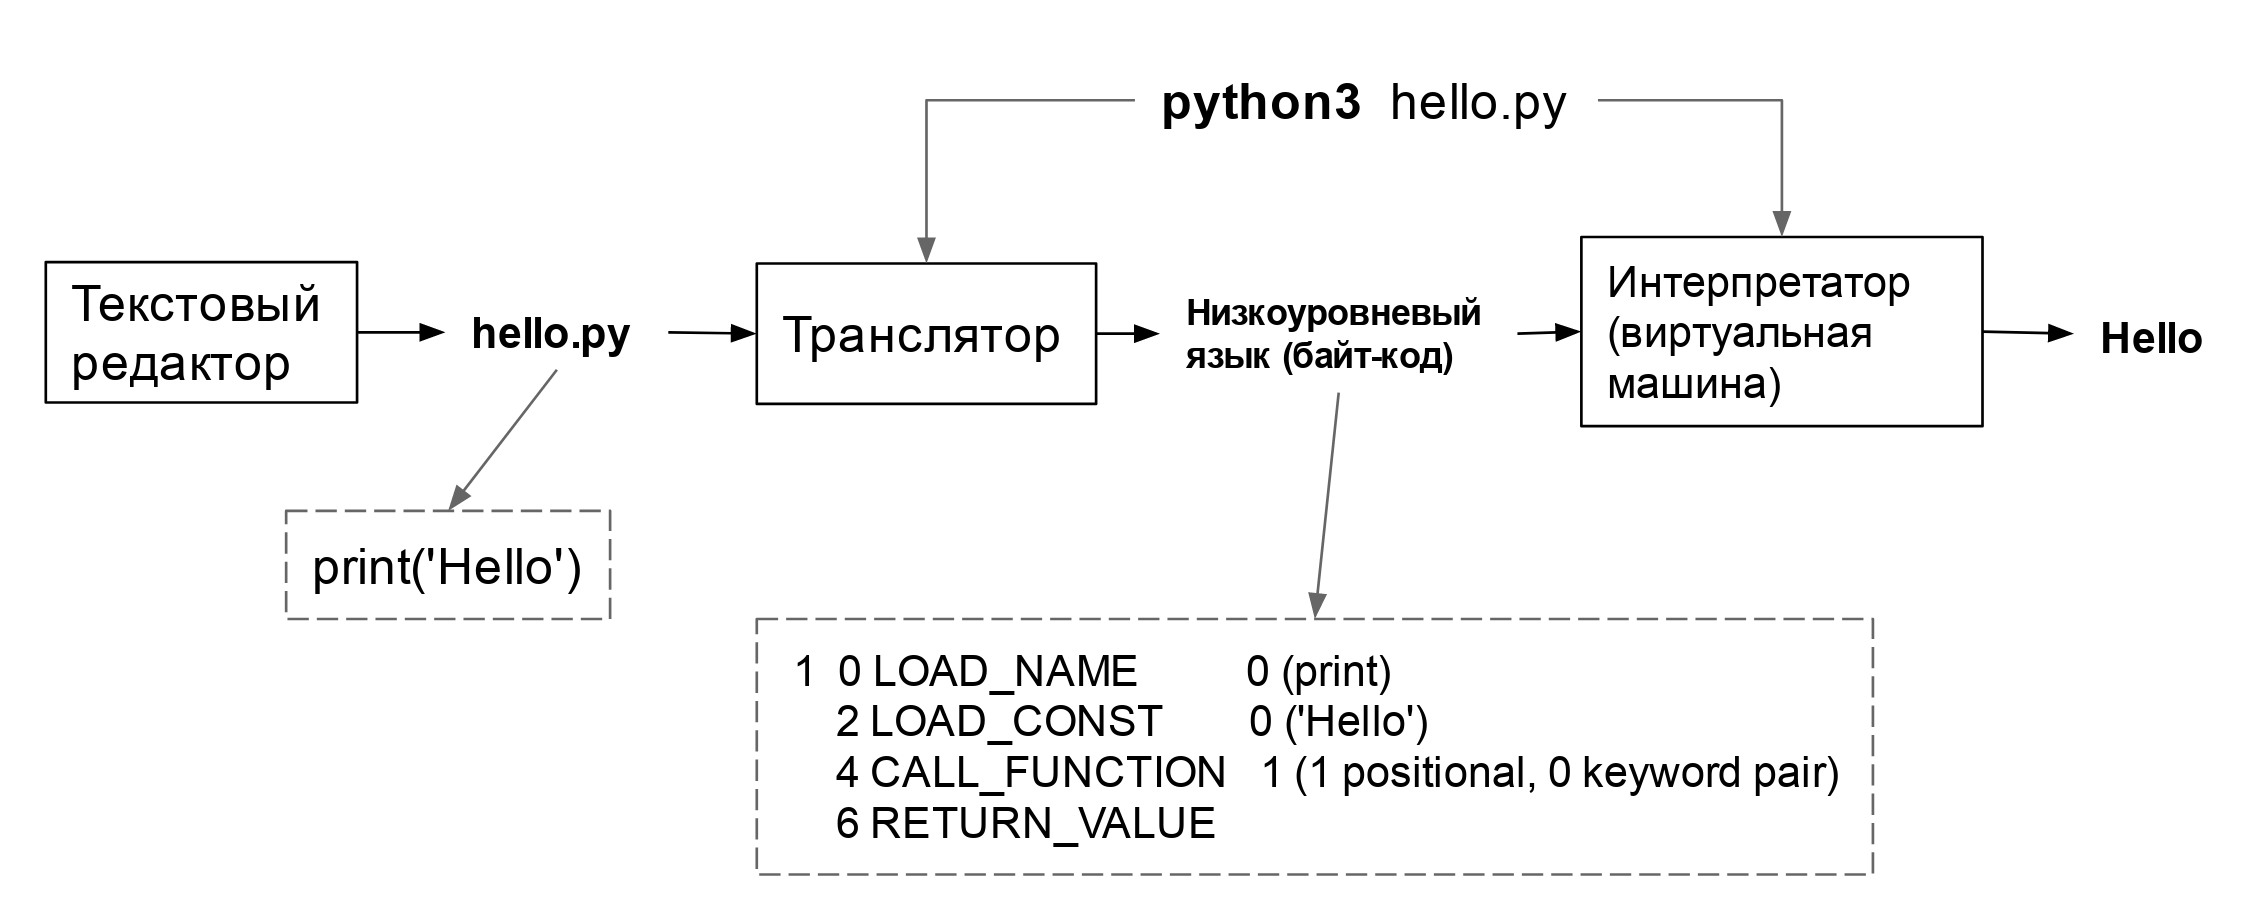 python3 hello.py
Текстовый
редактор
hello.py
Транслятор
Низкоуровневый
язык (байт-код)
Интерпретатор
(виртуальная
машина)
Hello
print('Hello')
1 0 LOAD_NAME 0 (print)
2 LOAD_CONST 0 ('Hello')
4 CALL_FUNCTION 1 (1 positional, 0 keyword pair)
6 RETURN_VALUE